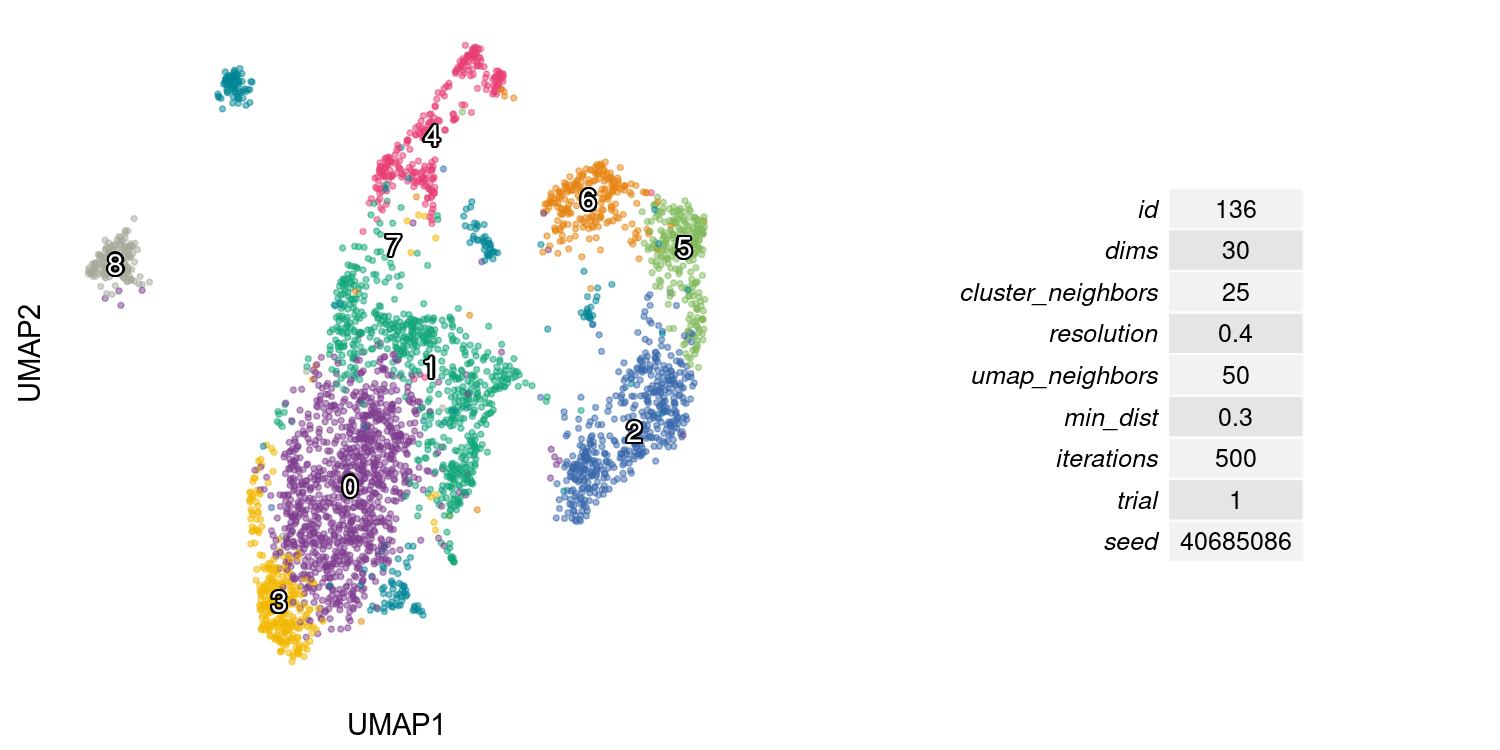 4
6
7
5
8
1
2
0
3
UMAP2
UMAP1
id 136
dims 30
cluster_neighbors 25
resolution 0.4
umap_neighbors 50
min_dist 0.3
iterations 500
trial 1
seed 40685086